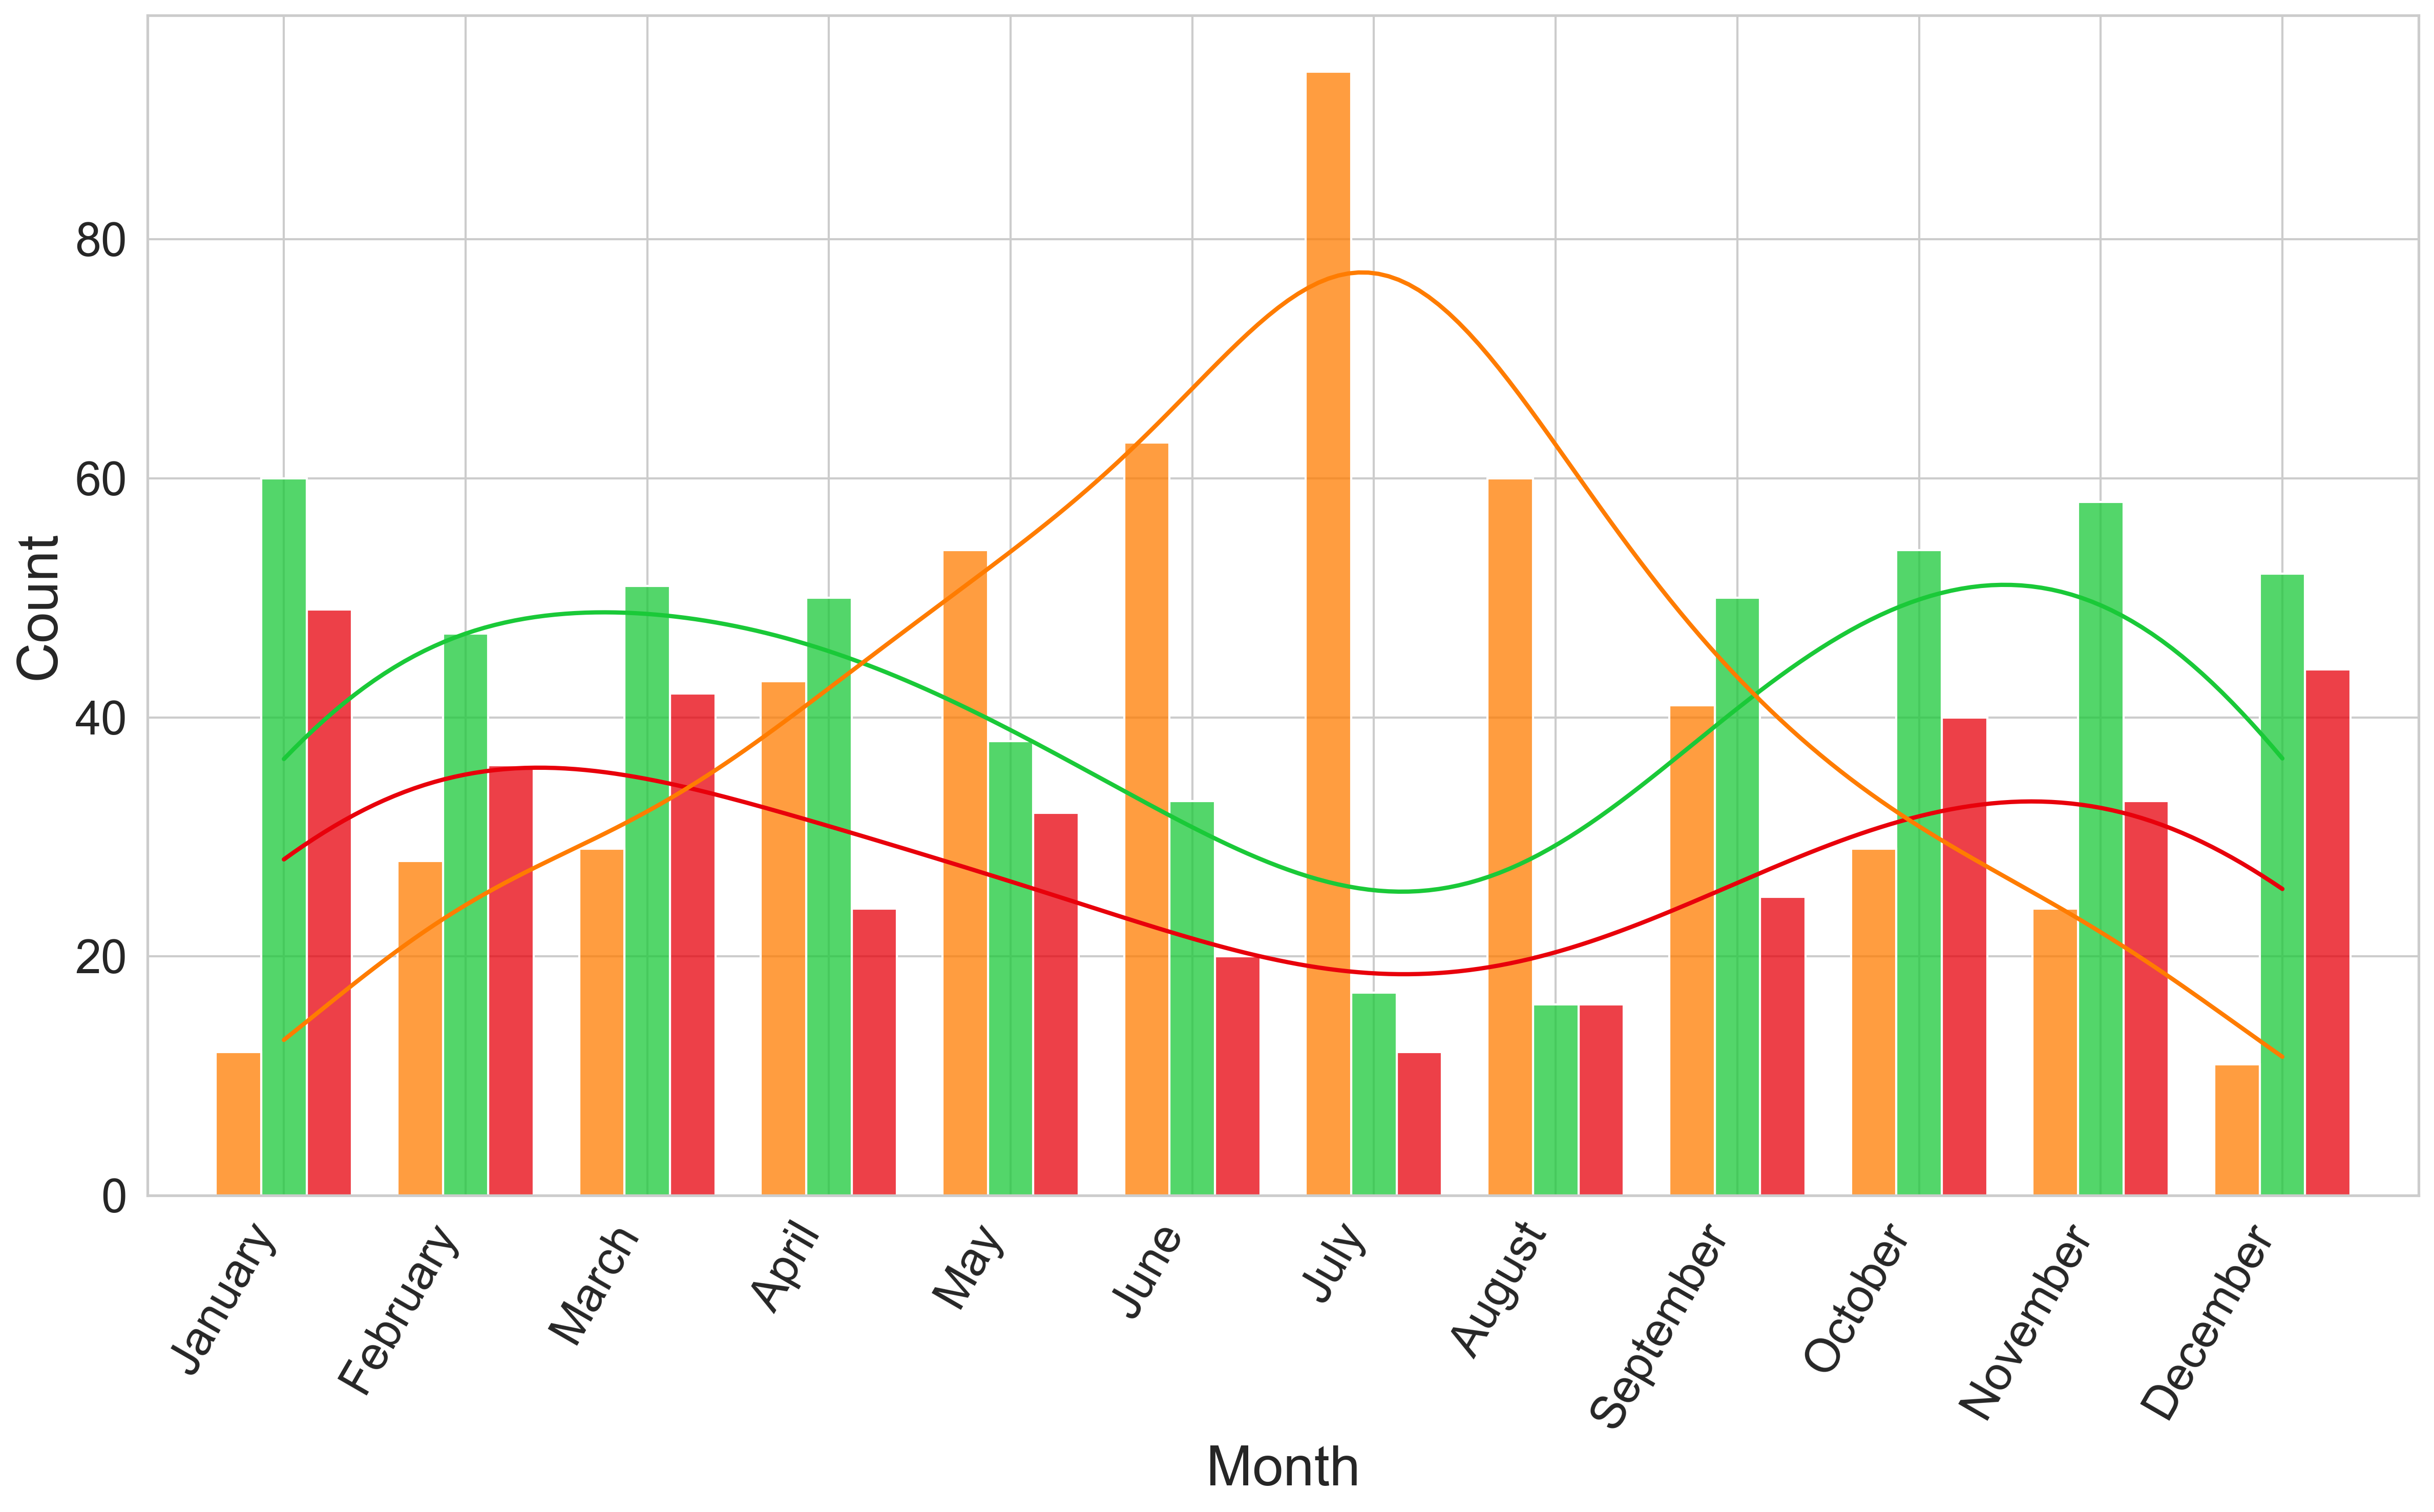 80
60
40
20
0
Count
January
February
March
April
May
June
July
August
September
October
November
December
Month